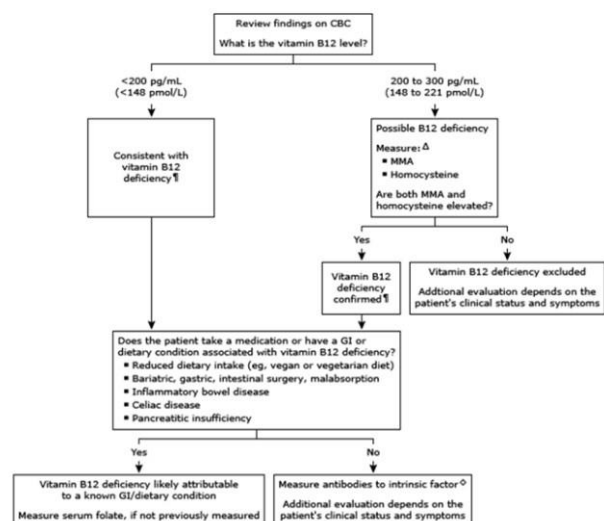 Review findings on CBC
What is the vitamin B12 level?
<200 pg/mL
(<148 pmol/L)
200 to 300 pg/mL
(148 to 221 pmol/L)
Consistent with
vitamin B12
deficiency¶
Possible B12 deficiency
Measure:Δ
▪ MMA
▪ Homocysteine
Are both MMA and
homocysteine elevated?
Yes
No
Vitamin B12
deficiency
confirmed¶
Vitamin B12 deficiency excluded
Addtional evaluation depends on the
patient's clinical status and symptoms
Does the patient take a medication or have a GI or
dietary condition associated with vitamin B12 deficiency?
▪ Reduced dietary intake (eg, vegan or vegetarian diet)
▪ Bariatric, gastric, intestinal surgery, malabsorption
▪ Inflammatory bowel disease
▪ Celiac disease
▪ Pancreatitic insufficiency
Yes
No
Vitamin B12 deficiency likely attributable
to a known GI/dietary condition
Measure serum folate, if not previously measured
Measure antibodies to intrinsic factor◇
Additional evaluation depends on the
patient's clinical status and symptoms